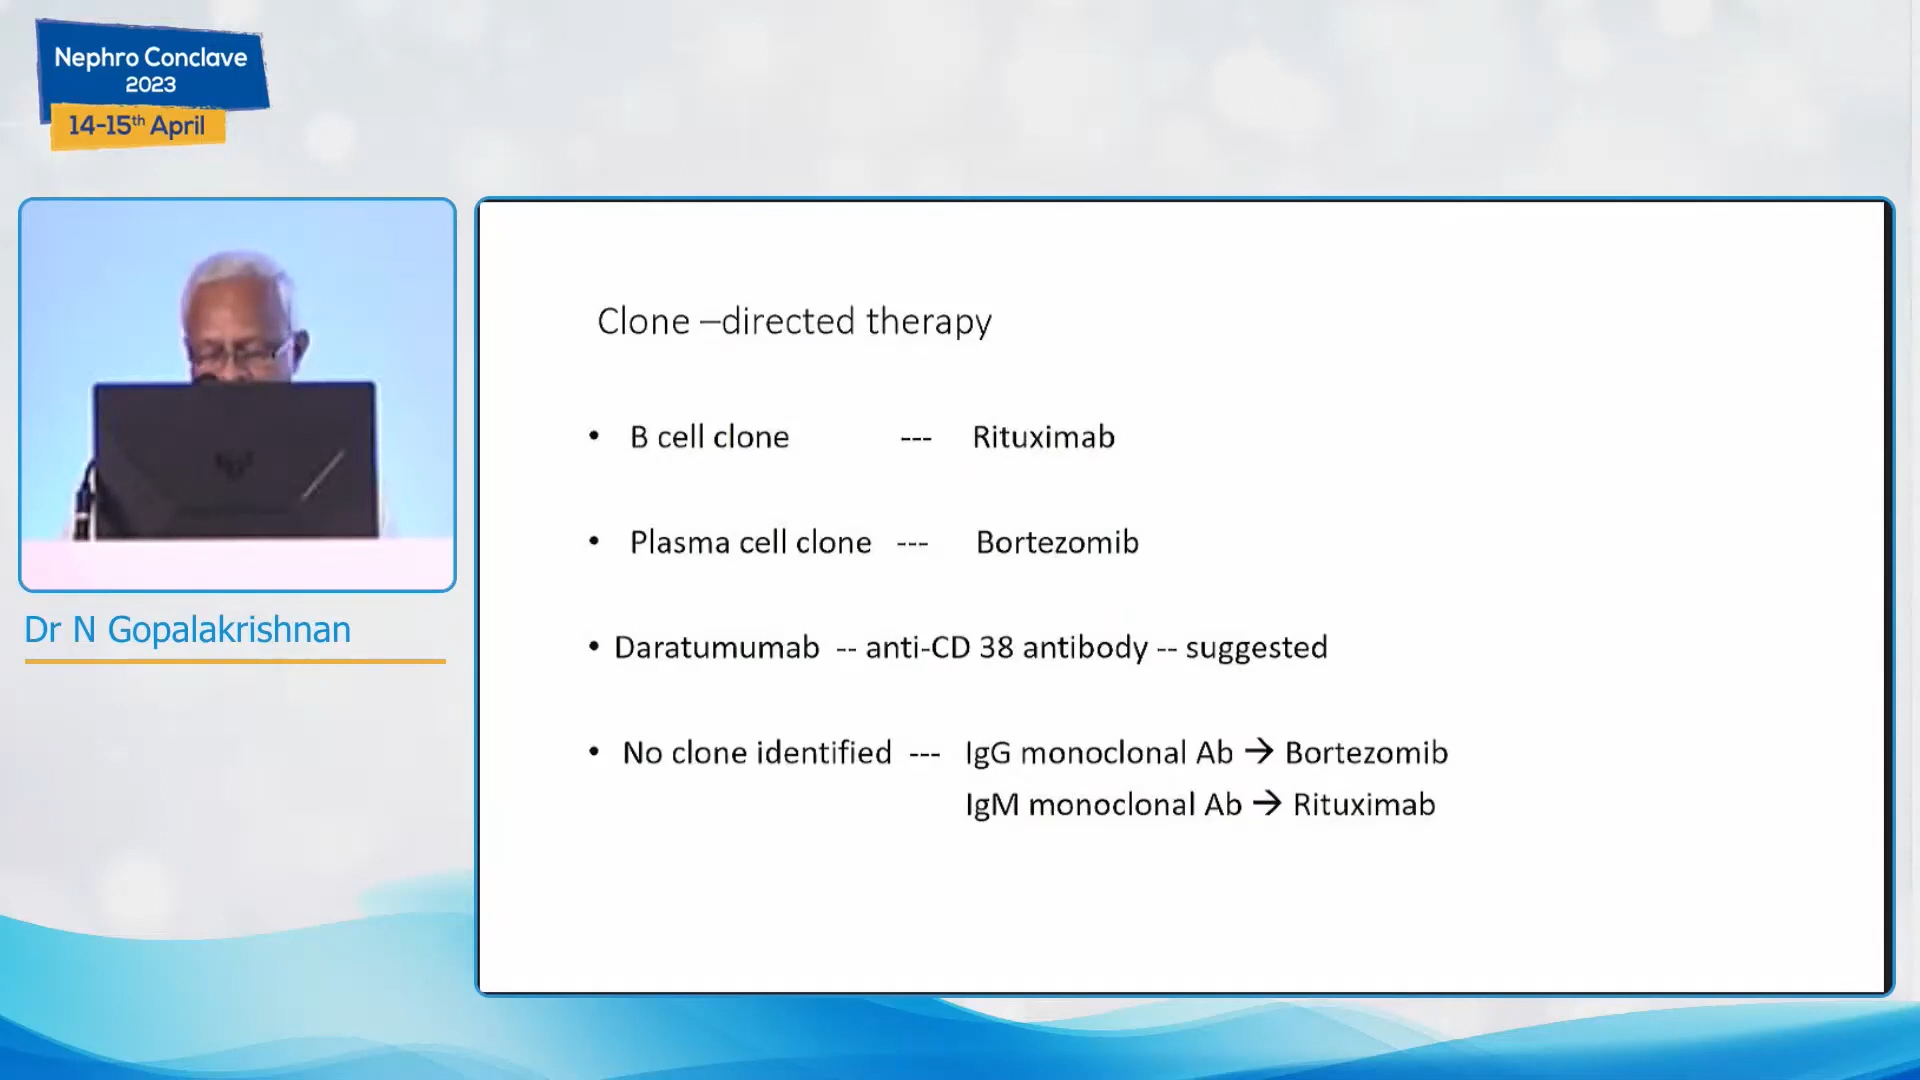 Nephro Conclave
2023
14-15th April
Dr N Gopalakrishnan
Clone –directed therapy
• B cell clone --- Rituximab
• Plasma cell clone --- Bortezomib
• Daratumumab -- anti-CD 38 antibody -- suggested
• No clone identified --- IgG monoclonal Ab → Bortezomib
IgM monoclonal Ab → Rituximab